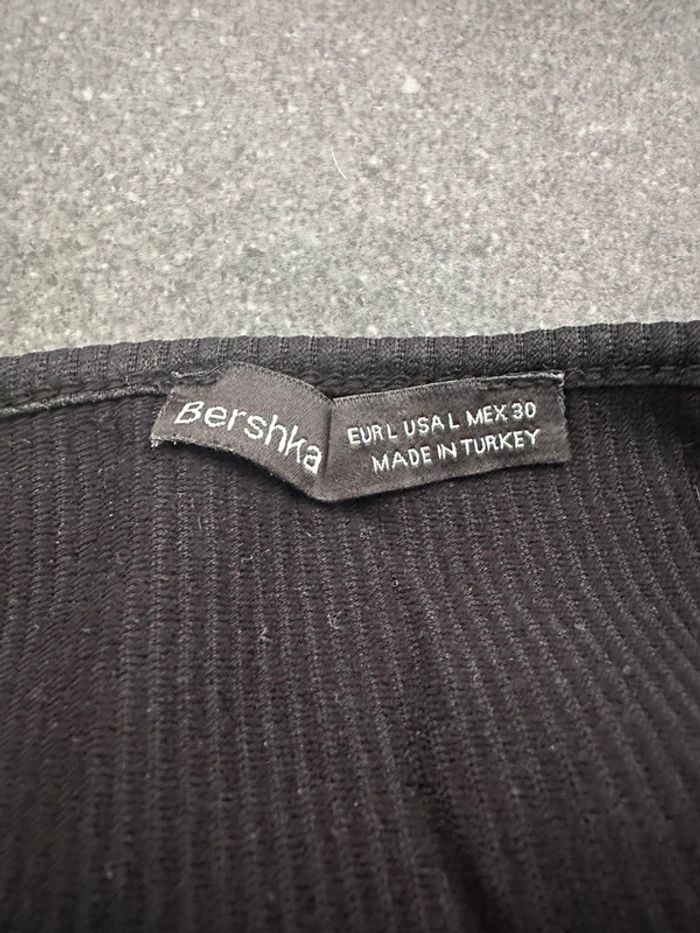 Bershka
EUR L USA L MEX 30
MADE IN TURKEY